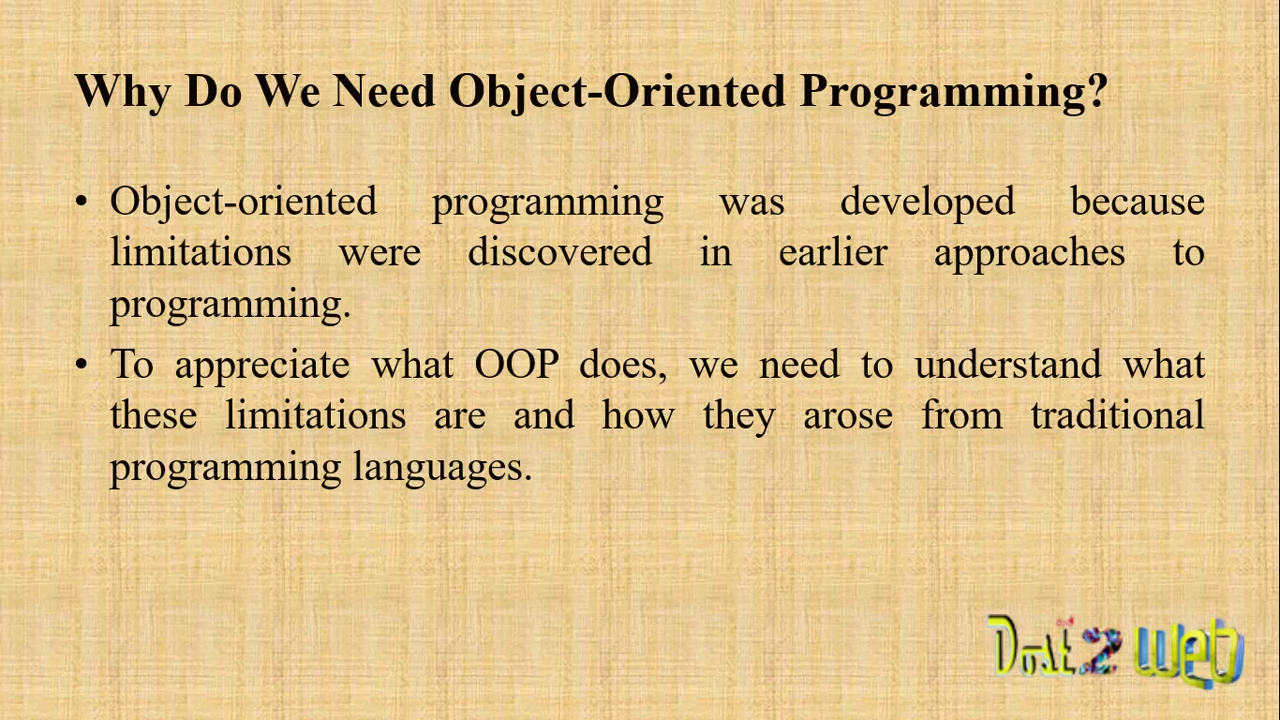 Why Do We Need Object-Oriented Programming?
• Object-oriented programming was developed because
limitations were discovered in earlier approaches to
programming.
• To appreciate what OOP does, we need to understand what
these limitations are and how they arose from traditional
programming languages.
2 Web